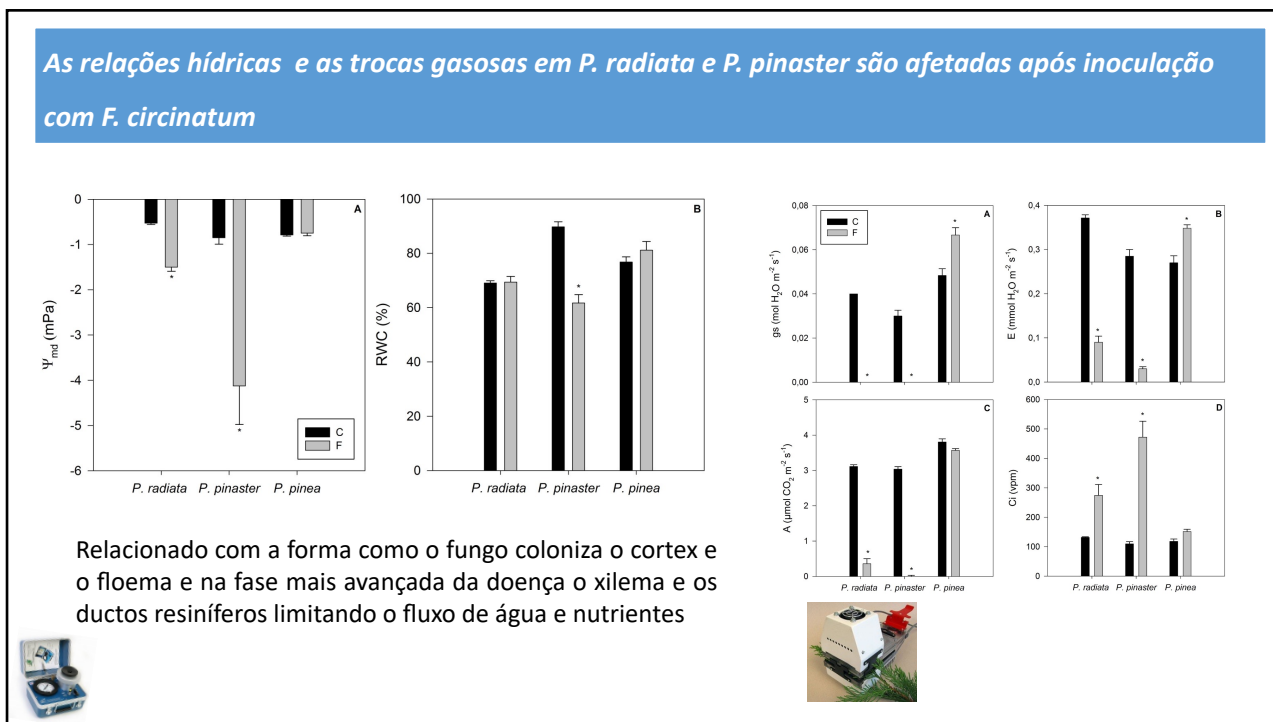 As relações hídricas e as trocas gasosas em P. radiata e P. pinaster são afetadas após inoculação
com F. circinatum
0
-1
-2
-3
-4
-5
-6
Ψmd (mPa)
A
*
*
C
F
P. radiata P. pinaster P. pinea
100
80
60
40
20
0
RWC (%)
B
*
P. radiata P. pinaster P. pinea
0,08
0,06
0,04
0,02
0,00
gs (mol H2O m-2 s-1)
A
C
F
*
*
*
0,4
0,3
0,2
0,1
0,0
E (mmol H2O m-2 s-1)
B
*
*
*
5
4
3
2
1
0
A (µmol CO2 m-2 s-1)
C
*
*
P. radiata P. pinaster P. pinea
600
500
400
300
200
100
0
Ci (vpm)
D
*
*
P. radiata P. pinaster P. pinea
Relacionado com a forma como o fungo coloniza o cortex e
o floema e na fase mais avançada da doença o xilema e os
ductos resiníferos limitando o fluxo de água e nutrientes